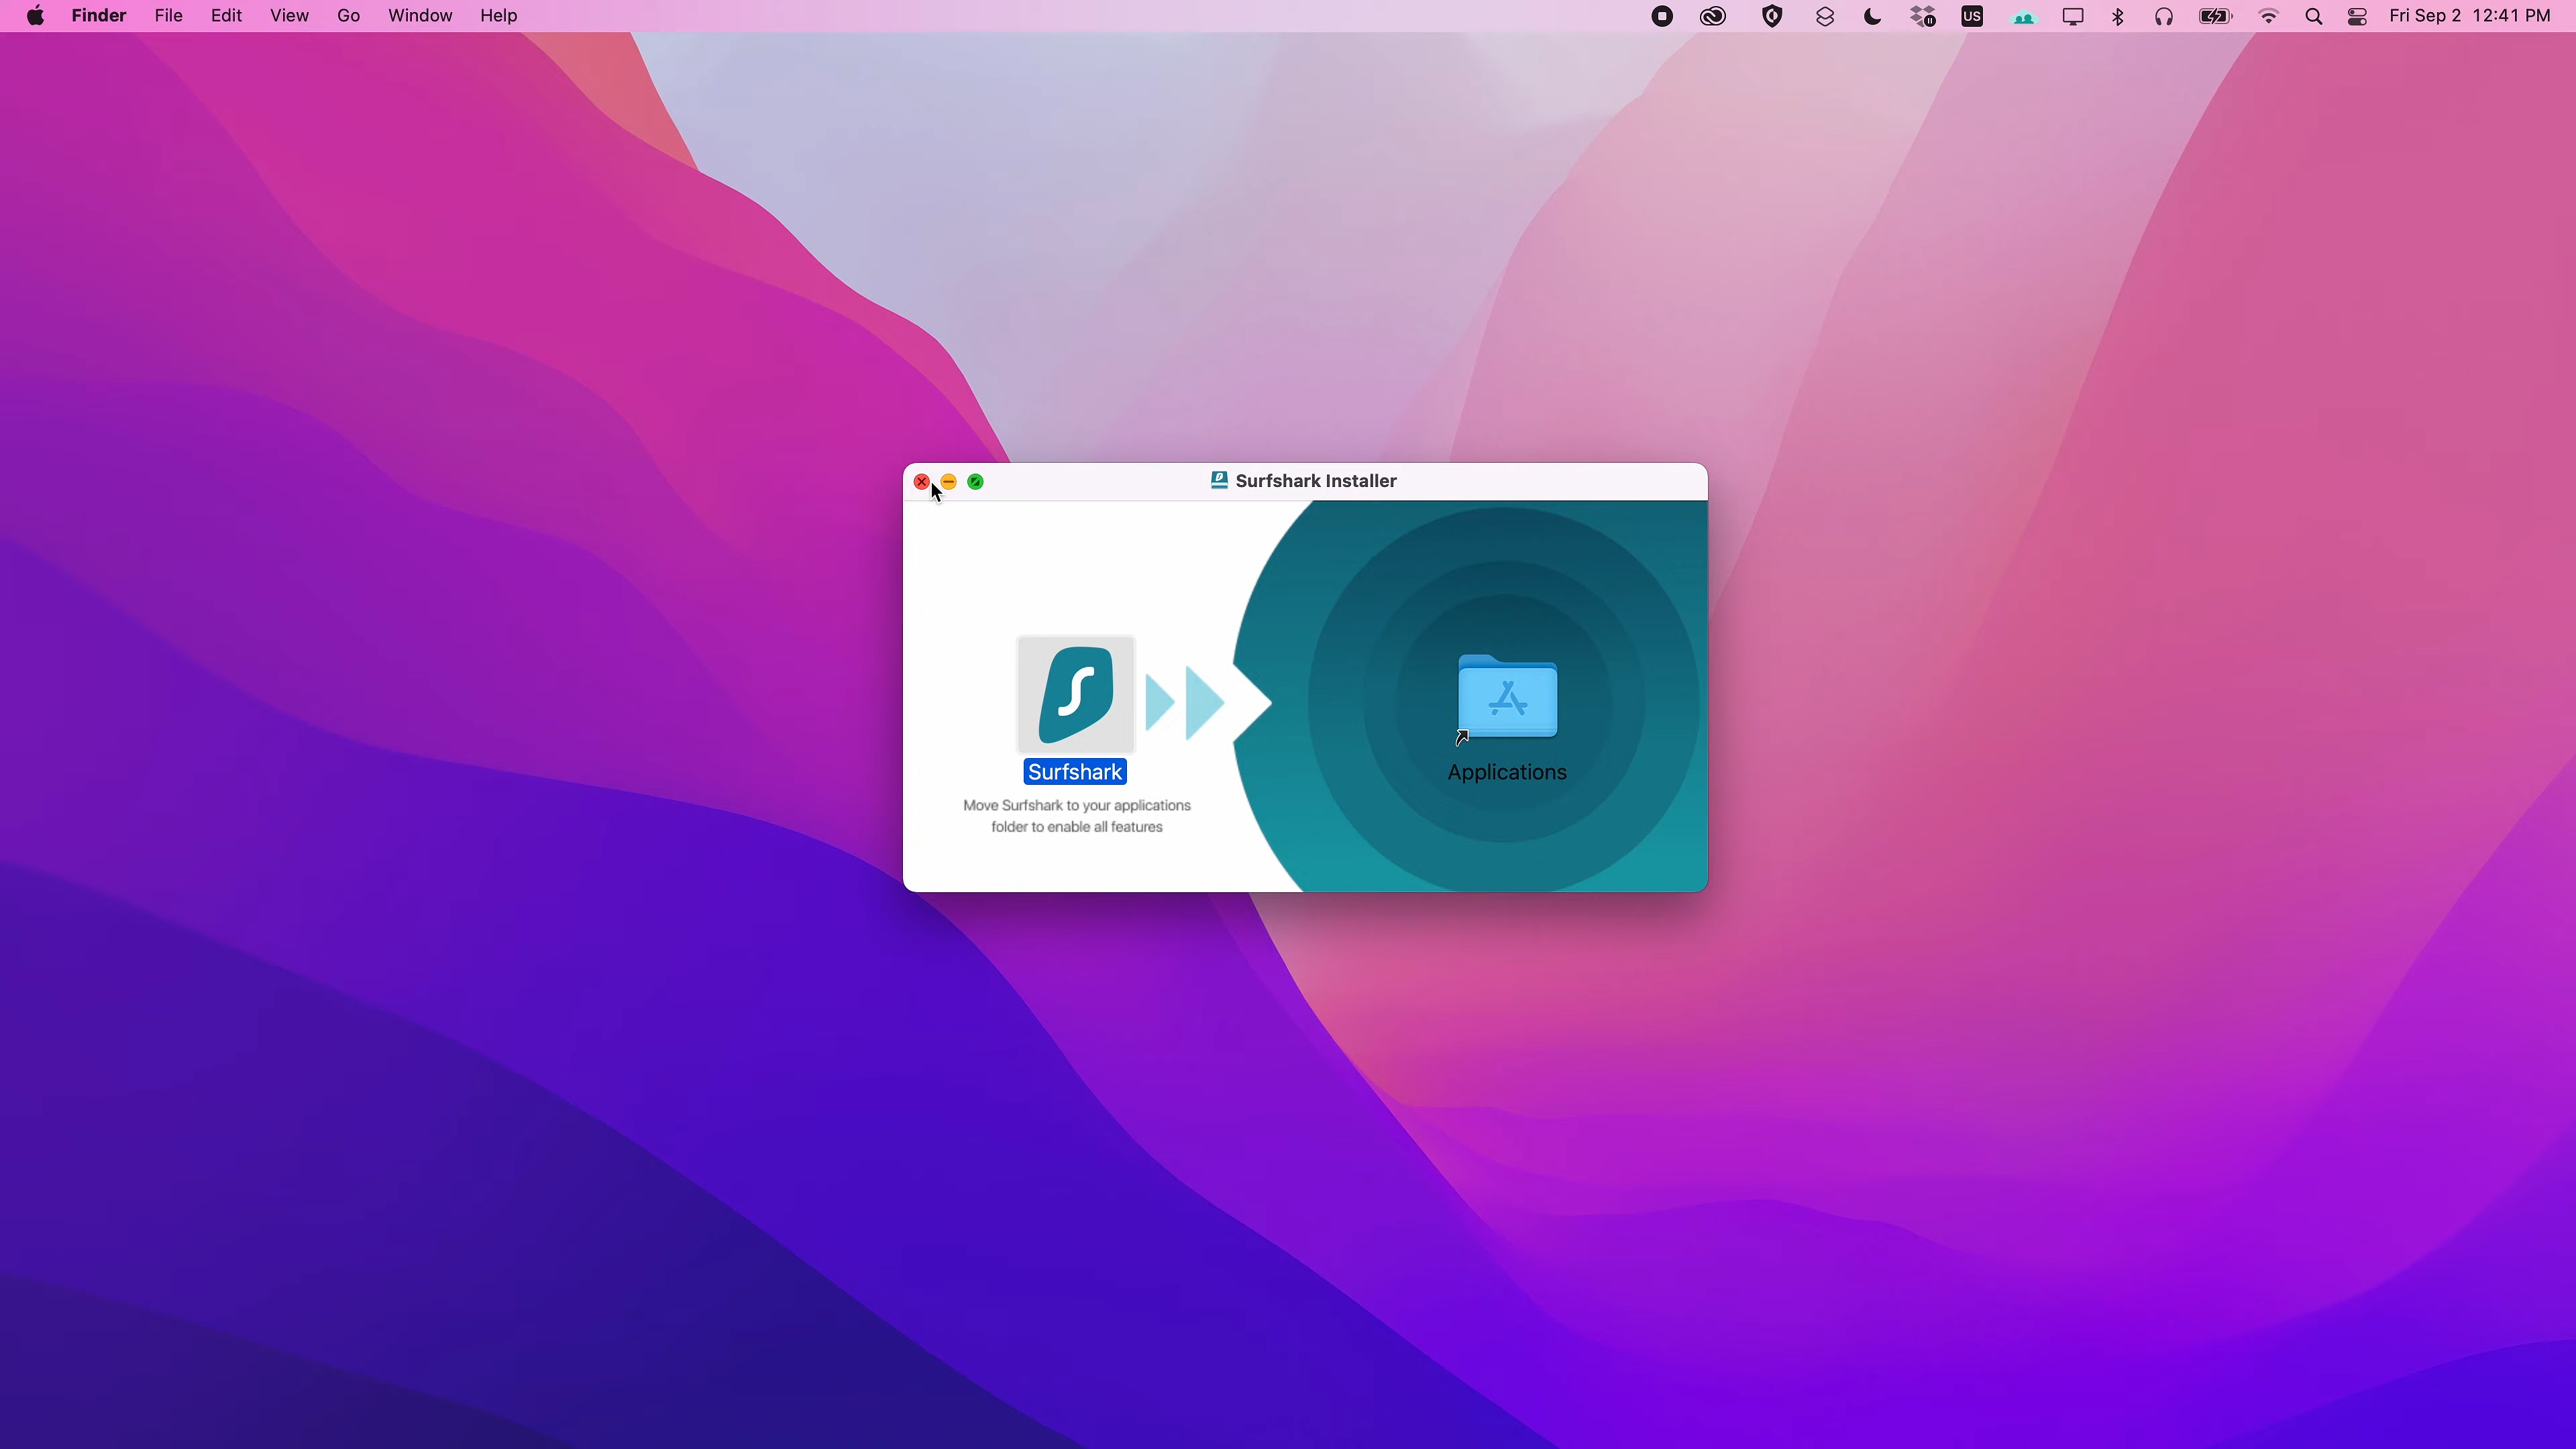 Finder File Edit View Go Window Help US Fri Sep 2 12:41 PM
Surfshark Installer
Surfshark
Applications
Move Surfshark to your applications
folder to enable all features